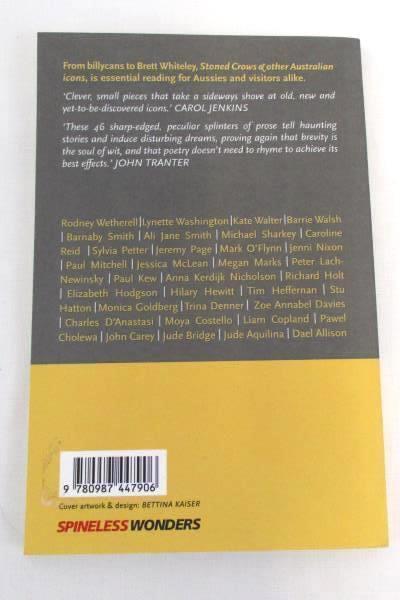 From billycans to Brett Whiteley, Stoned Crows & other Australian
icons, is essential reading for Aussies and visitors alike.
'Clever, small pieces that take a sideways shove at old, new and
yet-to-be-discovered icons.' CAROL JENKINS
'These 46 sharp-edged, peculiar splinters of prose tell haunting
stories and induce disturbing dreams, proving again that brevity is
the soul of wit, and that poetry doesn't need to rhyme to achieve its
best effects.' JOHN TRANTER
Rodney Wetherell|Lynette Washington|Kate Walter|Barrie Walsh
|Barnaby Smith |Ali Jane Smith |Michael Sharkey| Caroline
Reid |Sylvia Petter |Jeremy Page| Mark O'Flynn |Jenni Nixon
| Paul Mitchell | Jessica McLean | Megan Marks | Peter Lach-
Newinsky | Paul Kew | Anna Kerdijk Nicholson | Richard Holt
| Elizabeth Hodgson | Hilary Hewitt | Tim Heffernan | Stu
Hatton |Monica Goldberg |Trina Denner | Zoe Annabel Davies
| Charles D'Anastasi | Moya Costello | Liam Copland | Pawel
Cholewa |John Carey| Jude Bridge| Jude Aquilina | Dael Allison
9 780987 447906
Cover artwork & design: BETTINA KAISER
SPINELESS WONDERS